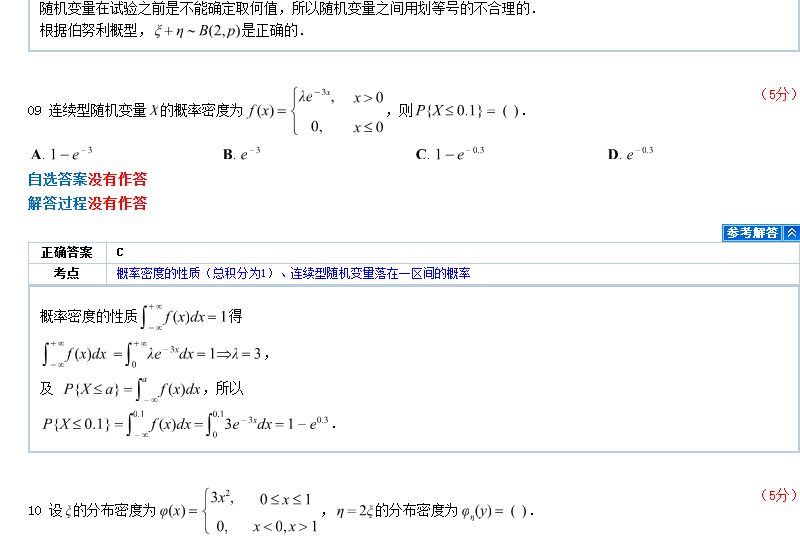 随机变量在试验之前是不能确定取何值，所以随机变量之间用划等号的不合理的．
根据伯努利概型，ξ+η~B(2,p)是正确的．
（5分）
09 连续型随机变量X的概率密度为 f(x)={λe^{-3x}, x>0; 0, x≤0，则P{X≤0.1}=( )．
A. 1-e^{-3} B. e^{-3} C. 1-e^{-0.3} D. e^{-0.3}
自选答案没有作答
解答过程没有作答
参考解答
正确答案 C
考点 概率密度的性质（总积分为1）、连续型随机变量落在一区间的概率
概率密度的性质∫_{-∞}^{+∞} f(x)dx=1得
∫_{-∞}^{+∞} f(x)dx =∫_{0}^{+∞} λe^{-3x}dx=1⇒λ=3，
及 P{X≤a}=∫_{-∞}^{a} f(x)dx，所以
P{X≤0.1}=∫_{-∞}^{0.1} f(x)dx=∫_{0}^{0.1} 3e^{-3x}dx=1-e^{0.3}．
（5分）
10 设ξ的分布密度为φ(x)={3x², 0≤x≤1; 0, x<0,x>1，η=2ξ的分布密度为φ_η(y)=( )．